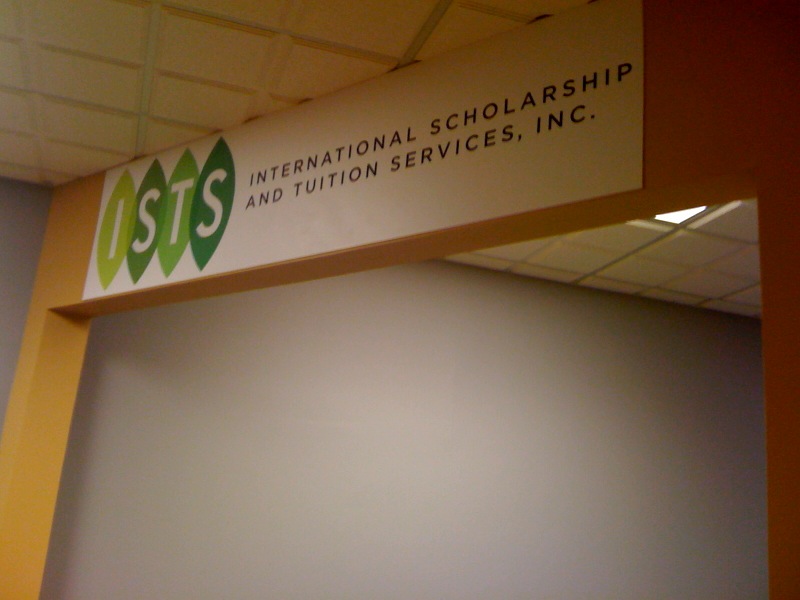 ISTS
INTERNATIONAL SCHOLARSHIP
AND TUITION SERVICES, INC.